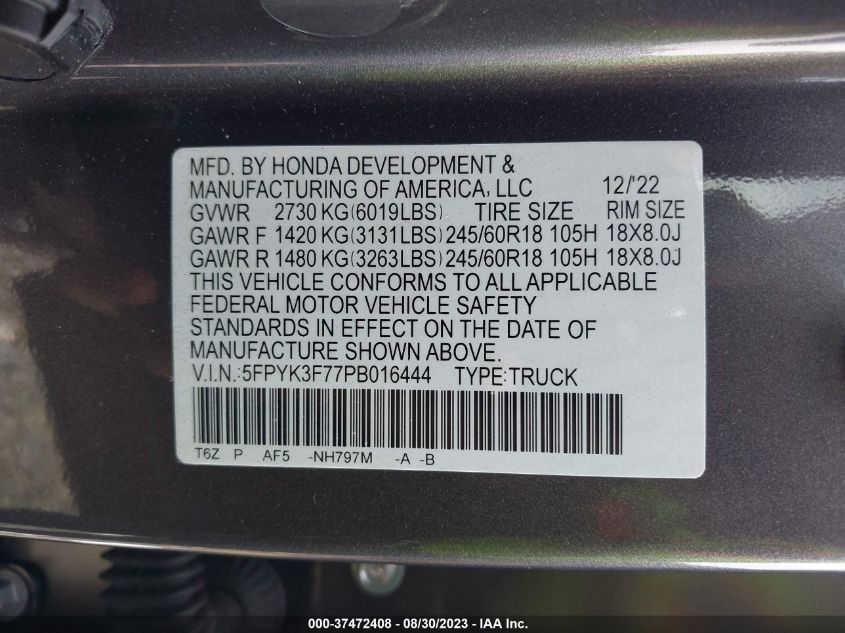 MFD. BY HONDA DEVELOPMENT &
MANUFACTURING OF AMERICA, LLC 12/'22
GVWR 2730 KG(6019LBS) TIRE SIZE RIM SIZE
GAWR F 1420 KG(3131LBS) 245/60R18 105H 18X8.0J
GAWR R 1480 KG(3263LBS) 245/60R18 105H 18X8.0J
THIS VEHICLE CONFORMS TO ALL APPLICABLE
FEDERAL MOTOR VEHICLE SAFETY
STANDARDS IN EFFECT ON THE DATE OF
MANUFACTURE SHOWN ABOVE.
V.I.N.:5FPYK3F77PB016444 TYPE:TRUCK
T6Z P AF5 -NH797M -A -B
000-37472408 - 08/30/2023 - IAA Inc.